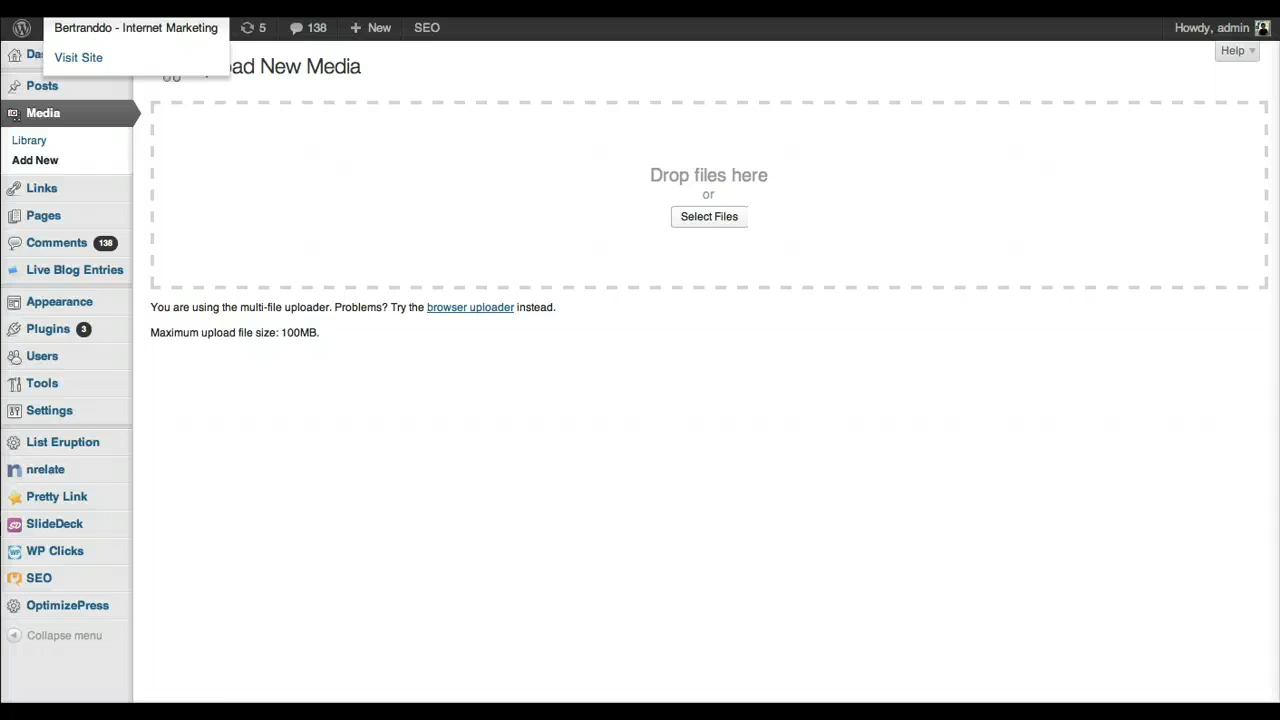 Bertranddo - Internet Marketing
5
138
New
SEO
Howdy, admin
Visit Site
Help
Posts
Media
Library
Add New
Links
Pages
Comments 138
Live Blog Entries
Appearance
Plugins 3
Users
Tools
Settings
List Eruption
nrelate
Pretty Link
SlideDeck
WP Clicks
SEO
OptimizePress
Collapse menu
New Media
Drop files here
or
Select Files
You are using the multi-file uploader. Problems? Try the browser uploader instead.
Maximum upload file size: 100MB.